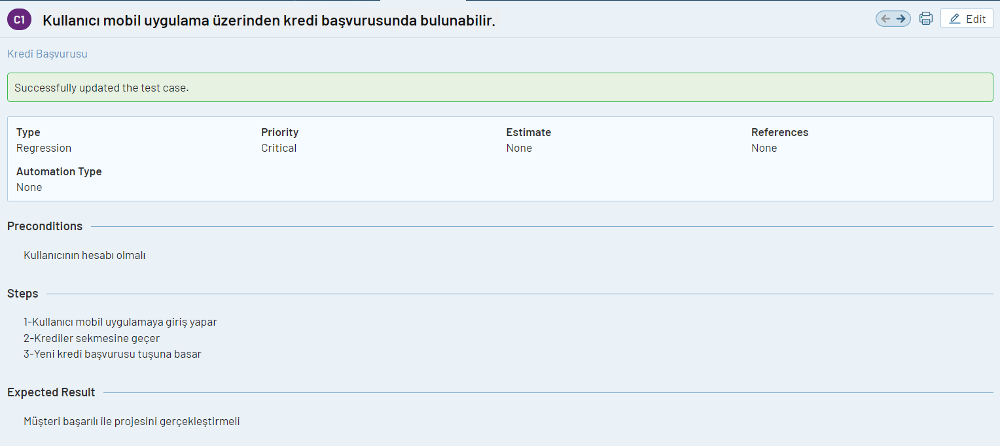 C1 Kullanıcı mobil uygulama üzerinden kredi başvurusunda bulunabilir.
Edit
Kredi Başvurusu
Successfully updated the test case.
Type Priority Estimate References
Regression Critical None None
Automation Type
None
Preconditions
Kullanıcının hesabı olmalı
Steps
1-Kullanıcı mobil uygulamaya giriş yapar
2-Krediler sekmesine geçer
3-Yeni kredi başvurusu tuşuna basar
Expected Result
Müşteri başarılı ile projesini gerçekleştirmeli